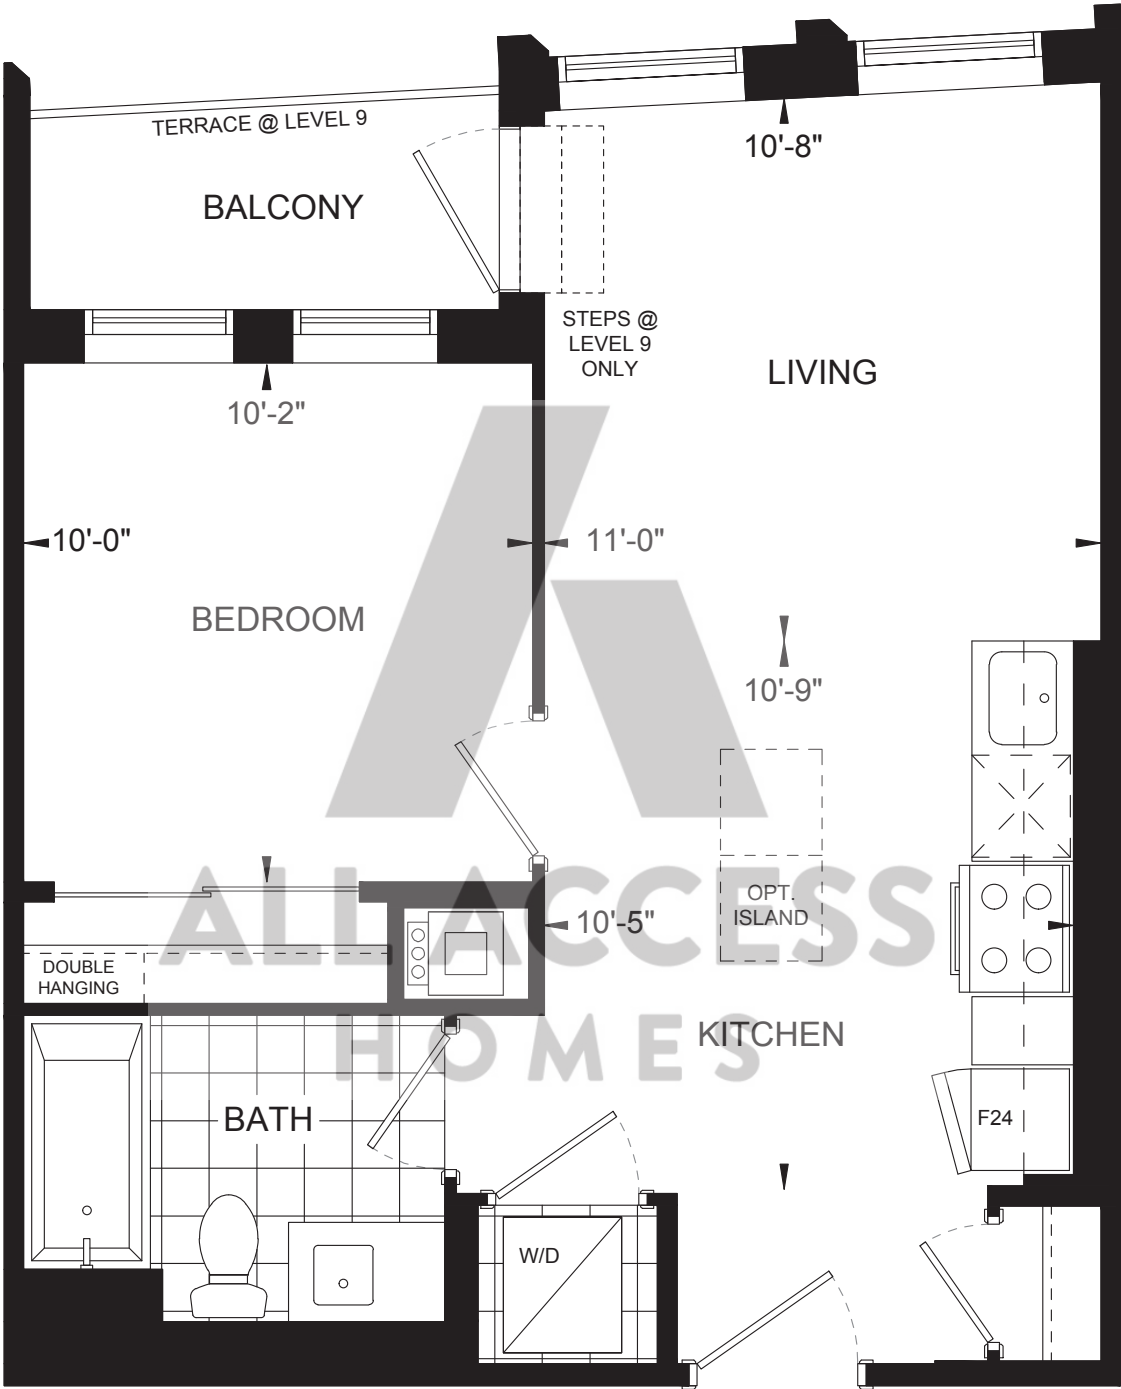 TERRACE @ LEVEL 9
10'-8"
BALCONY
STEPS @
LEVEL 9
ONLY
LIVING
10'-2"
10'-0"
11'-0"
BEDROOM
10'-9"
ALL ACCESS
HOMES
OPT.
ISLAND
10'-5"
DOUBLE
HANGING
KITCHEN
BATH
F24
W/D